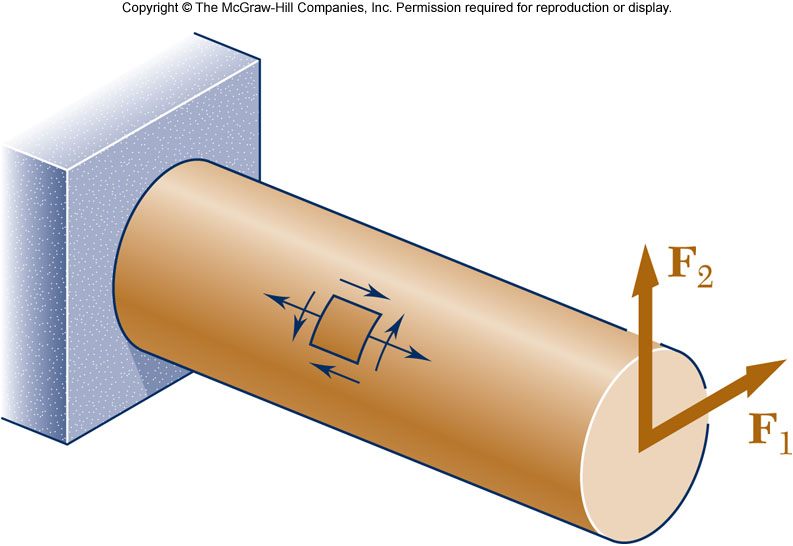 Copyright © The McGraw-Hill Companies, Inc. Permission required for reproduction or display.
F2
F1